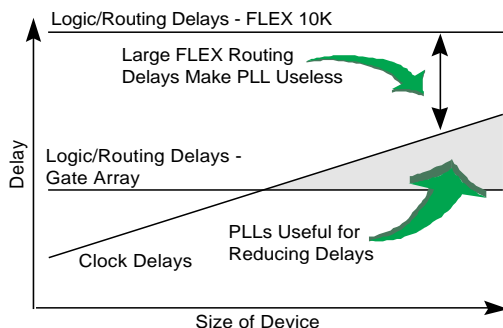 Logic/Routing Delays - FLEX 10K
Large FLEX Routing
Delays Make PLL Useless
Delay
Logic/Routing Delays -
Gate Array
PLLs Useful for
Reducing Delays
Clock Delays
Size of Device